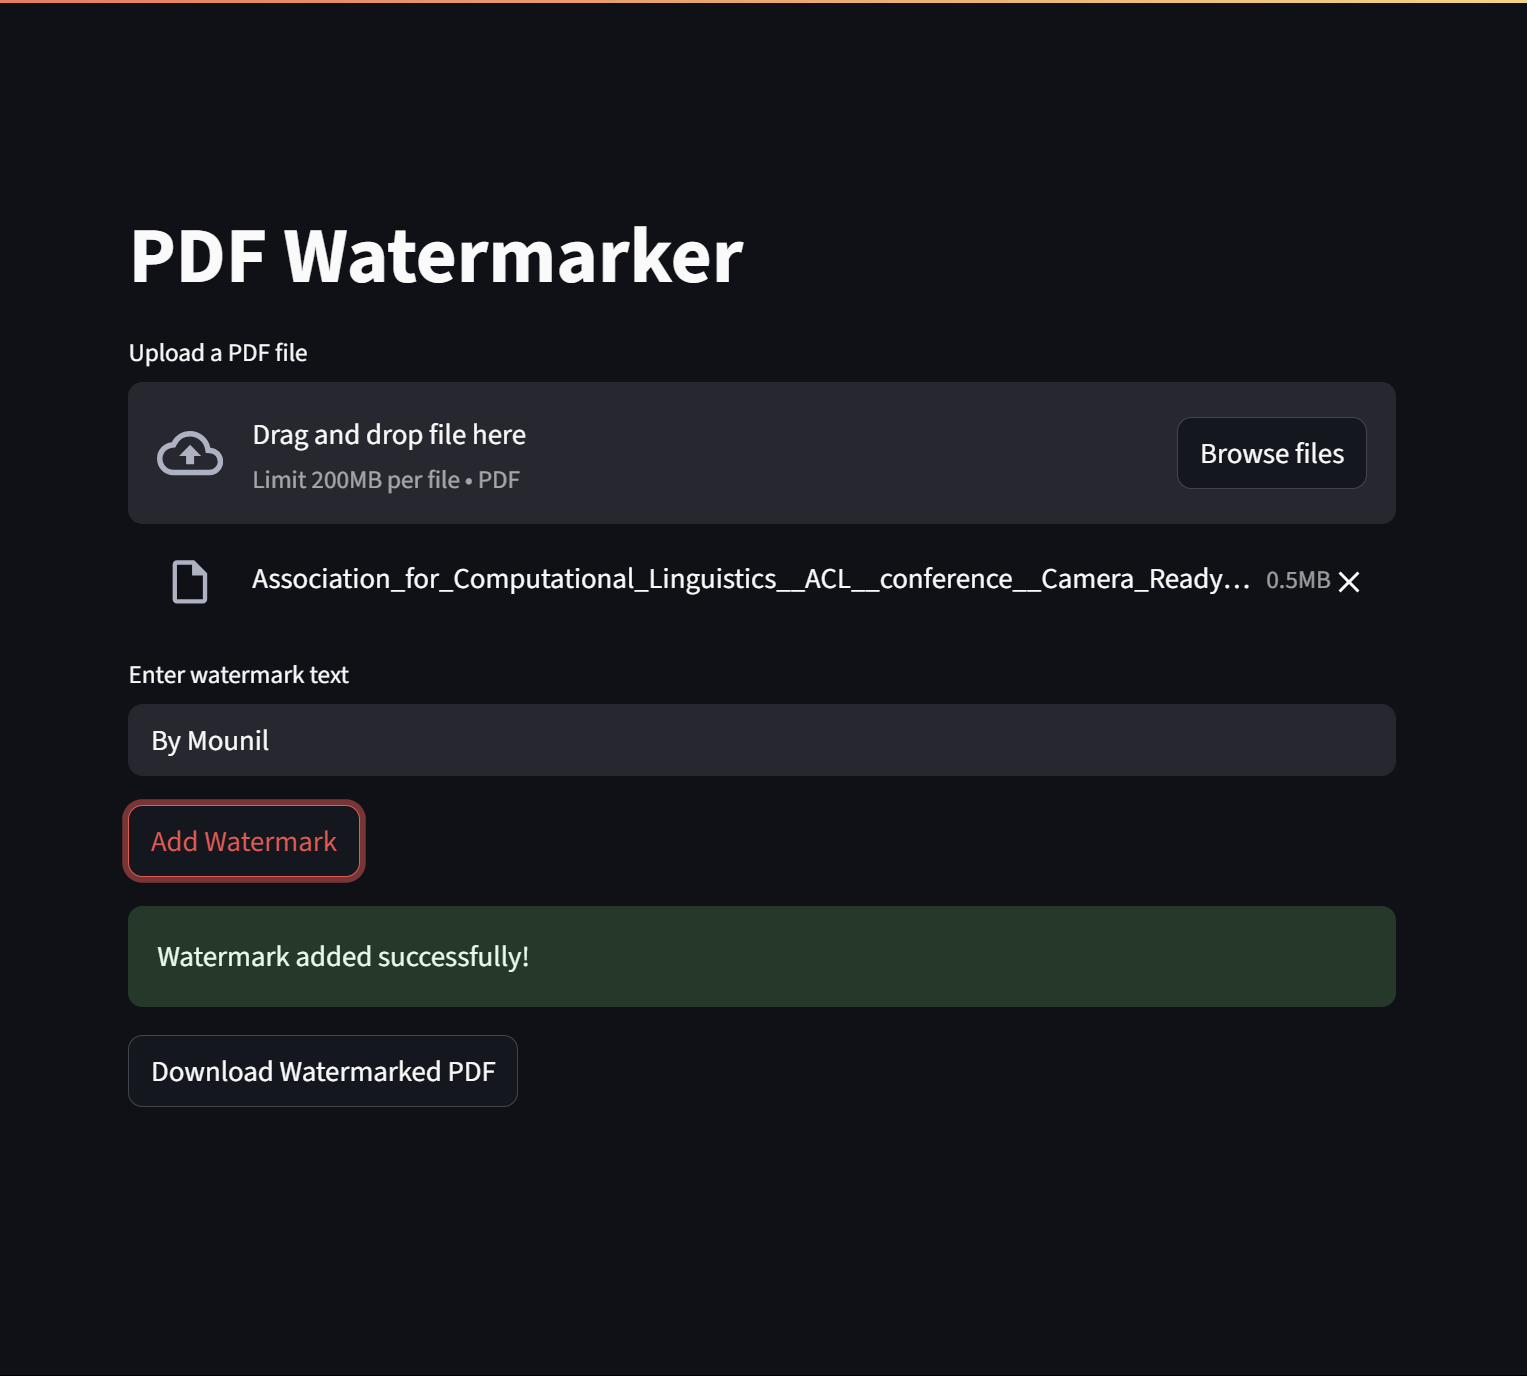 PDF Watermarker
Upload a PDF file
Drag and drop file here
Limit 200MB per file • PDF
Browse files
Association_for_Computational_Linguistics__ACL__conference__Camera_Ready... 0.5MB
Enter watermark text
By Mounil
Add Watermark
Watermark added successfully!
Download Watermarked PDF